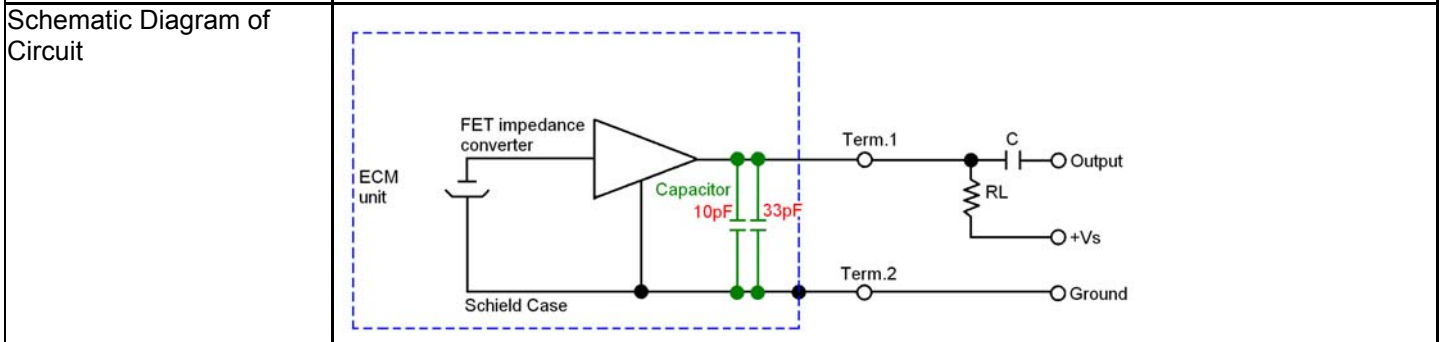 Schematic Diagram of
Circuit
FET impedance
converter
ECM
unit
Capacitor
10pF
33pF
Schield Case
Term.1
C
Output
RL
+Vs
Term.2
Ground